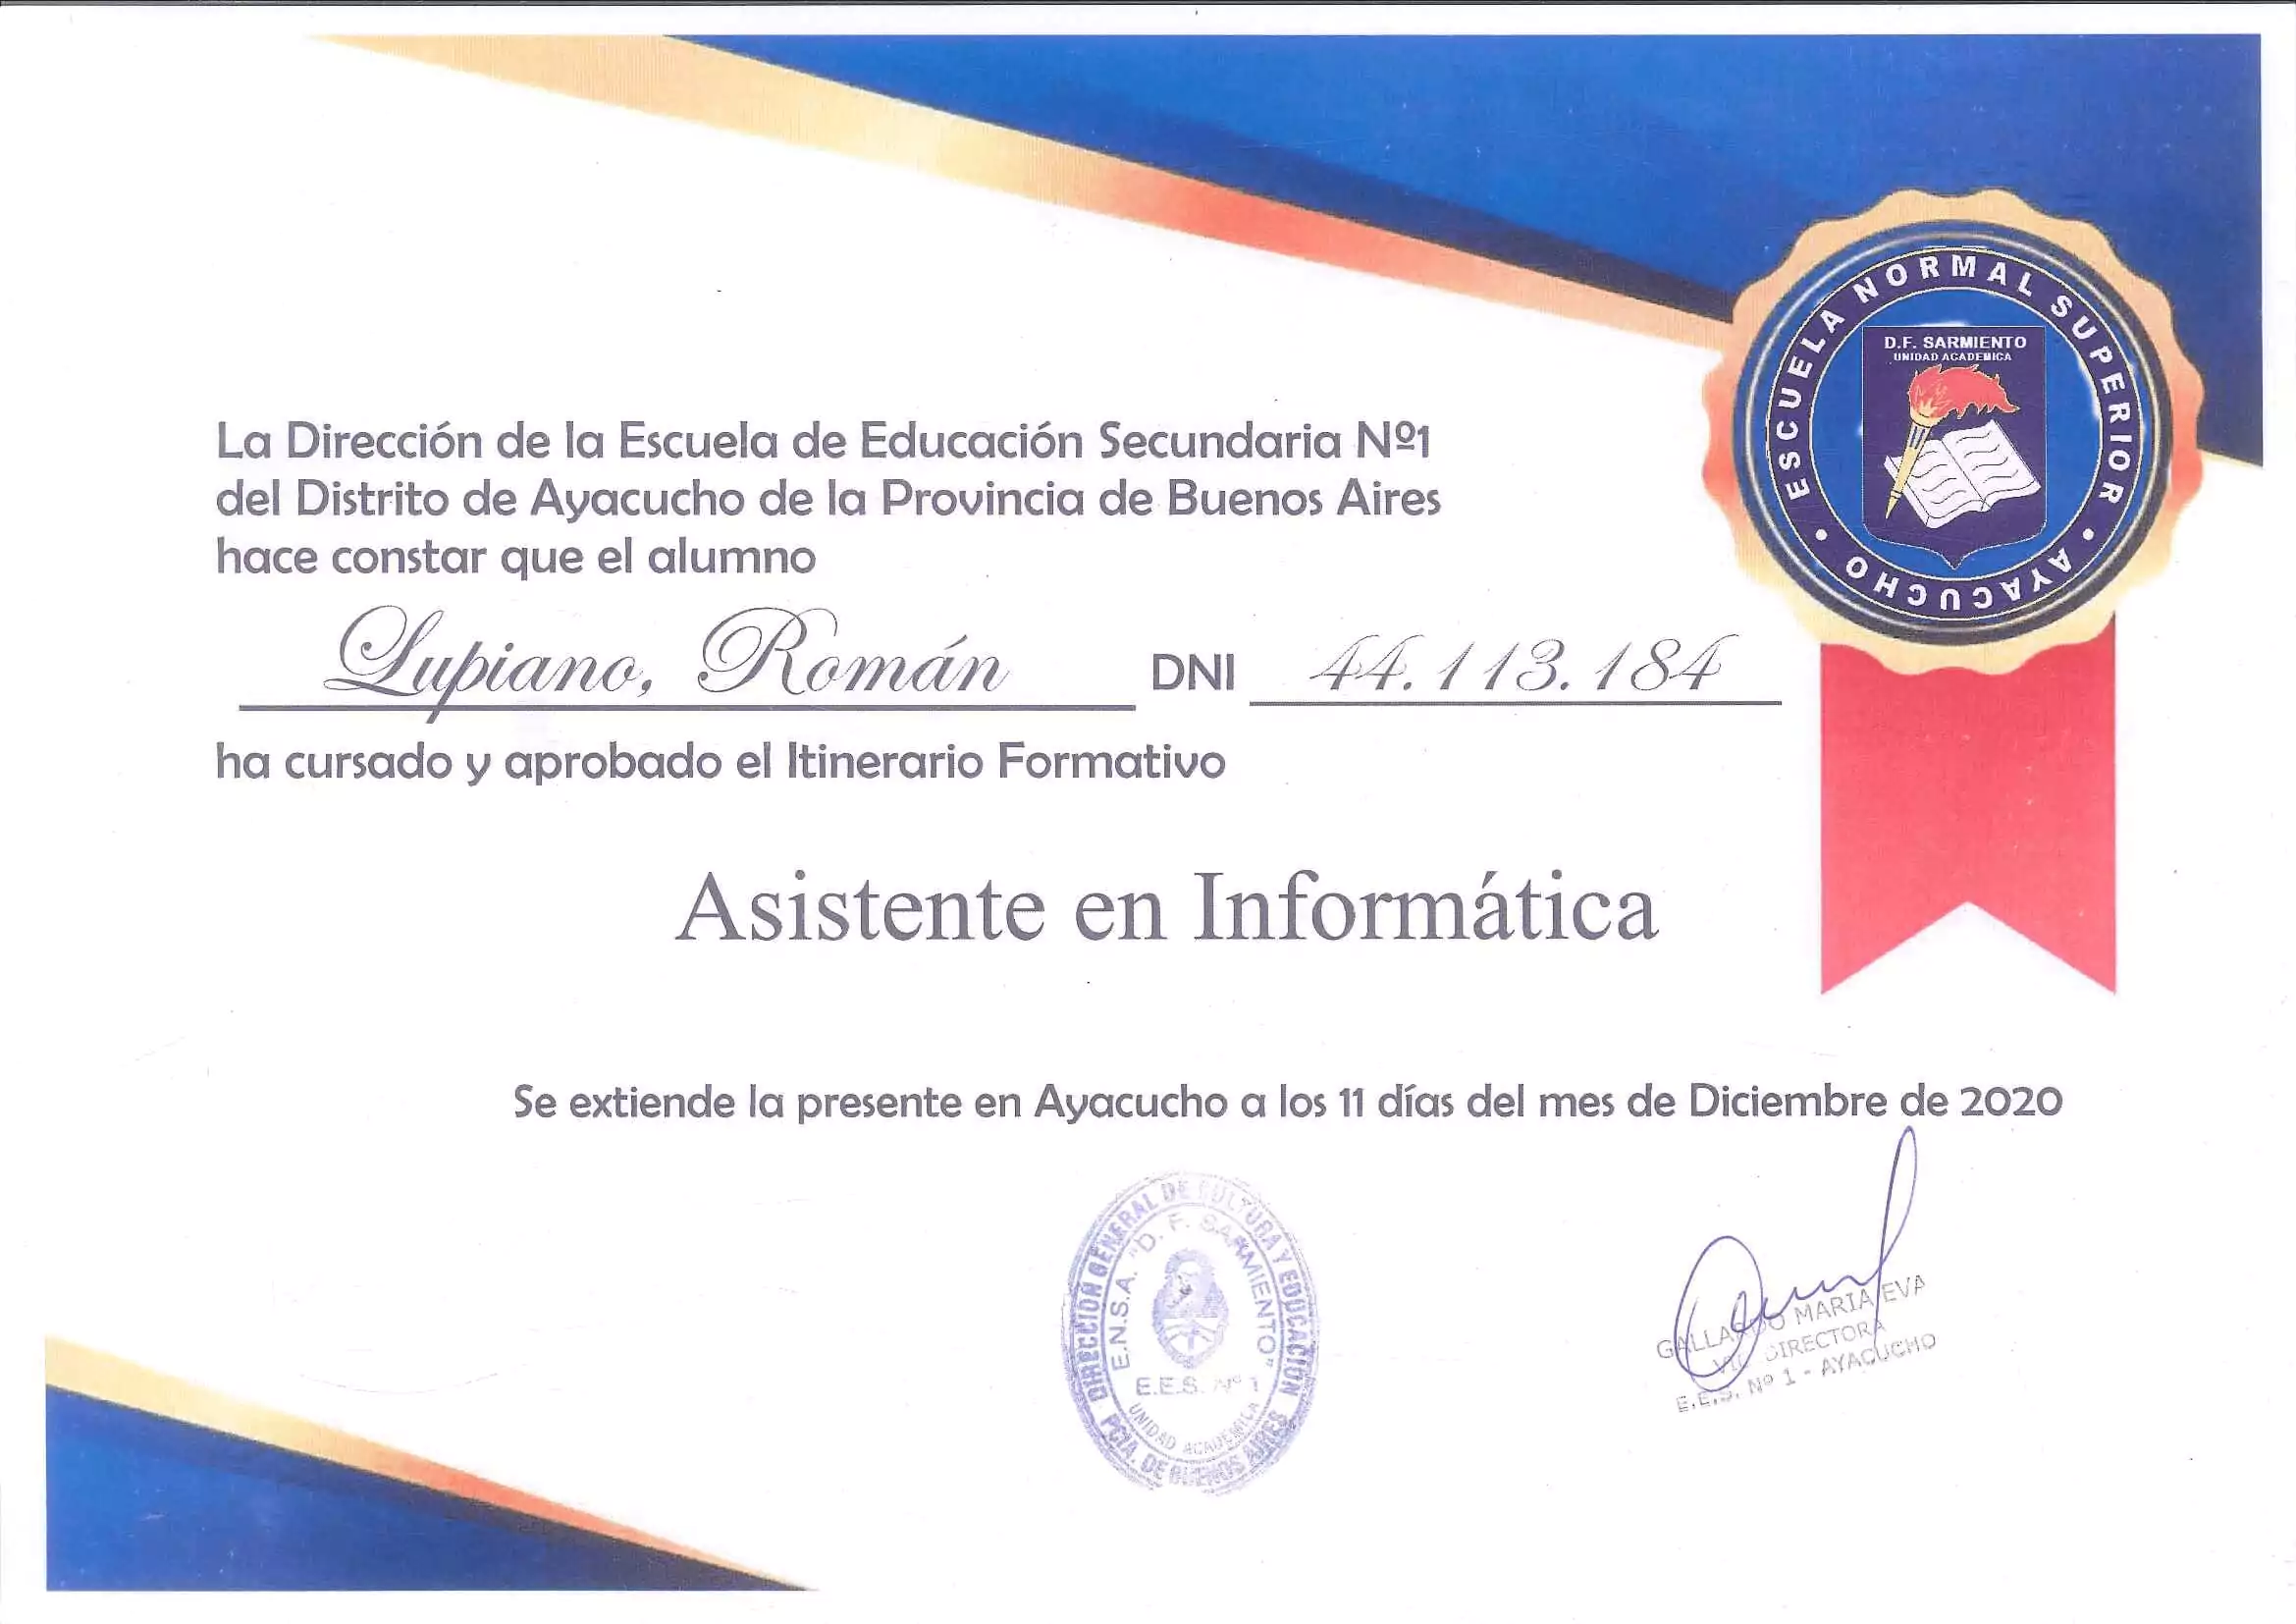 ESCUELA NORMAL SUPERIOR • AYACUCHO •
D.F. SARMIENTO
UNIDAD ACADEMICA
La Dirección de la Escuela de Educación Secundaria Nº1
del Distrito de Ayacucho de la Provincia de Buenos Aires
hace constar que el alumno
Lupiano, Román DNI 44.113.184
ha cursado y aprobado el Itinerario Formativo
Asistente en Informática
Se extiende la presente en Ayacucho a los 11 días del mes de Diciembre de 2020
DIRECCIÓN GENERAL DE CULTURA Y EDUCACIÓN
PCIA. DE BUENOS AIRES
E.N.S.A. "D. F. SARMIENTO"
E.E.S. Nº 1
UNIDAD ACADEMICA
GALLARDO MARIA EVA
DIRECTORA
E.E.S. Nº 1 - AYACUCHO